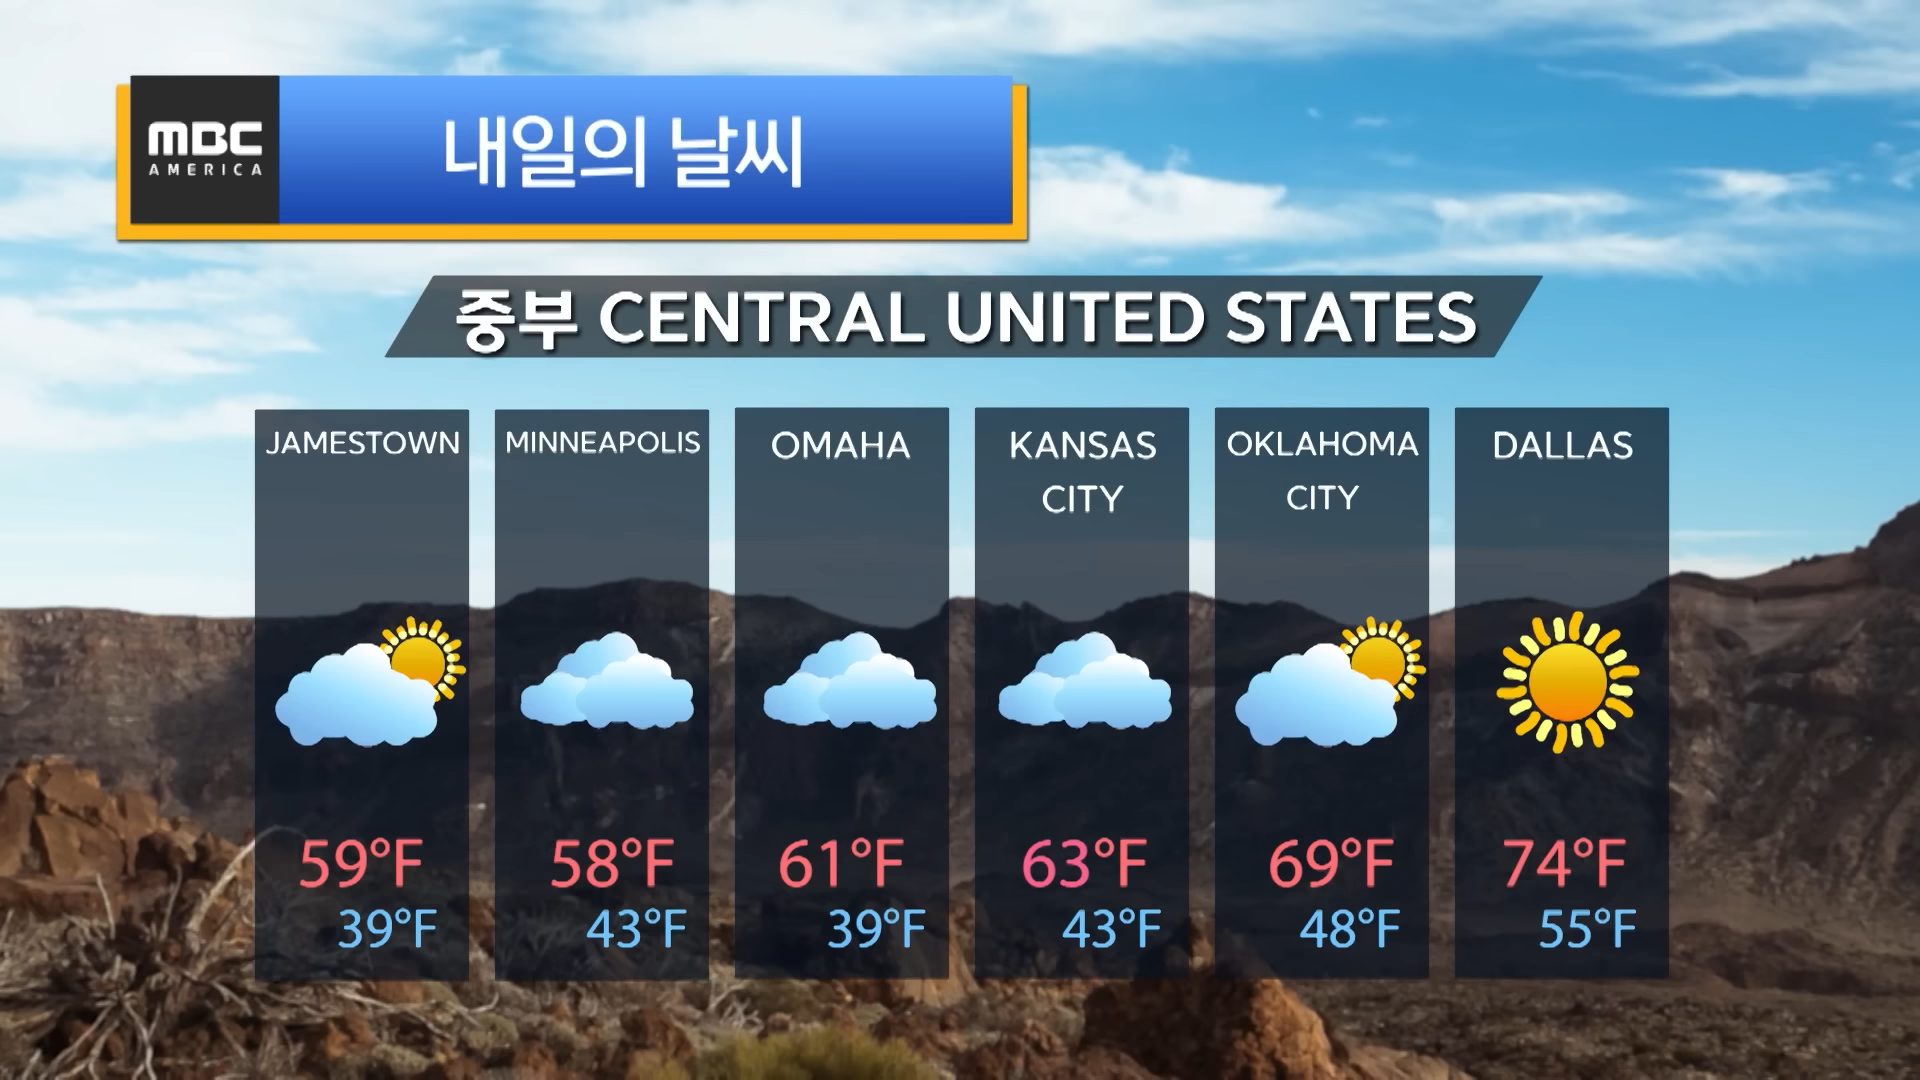 MBC
AMERICA
내일의 날씨
중부 CENTRAL UNITED STATES
JAMESTOWN
59°F
39°F
MINNEAPOLIS
58°F
43°F
OMAHA
61°F
39°F
KANSAS
CITY
63°F
43°F
OKLAHOMA
CITY
69°F
48°F
DALLAS
74°F
55°F